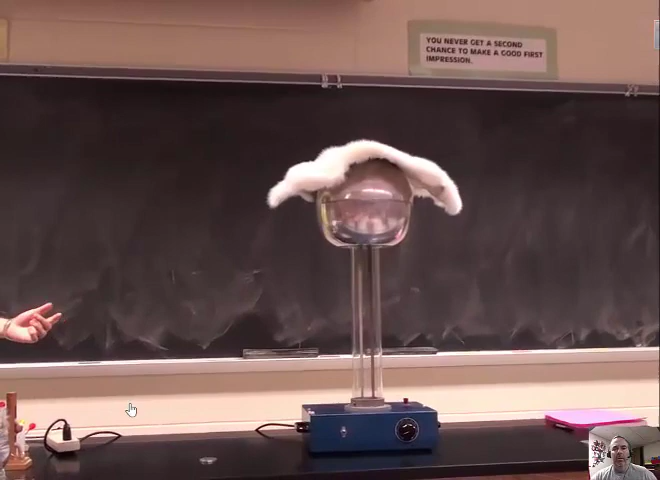 YOU NEVER GET A SECOND
CHANCE TO MAKE A GOOD FIRST
IMPRESSION.